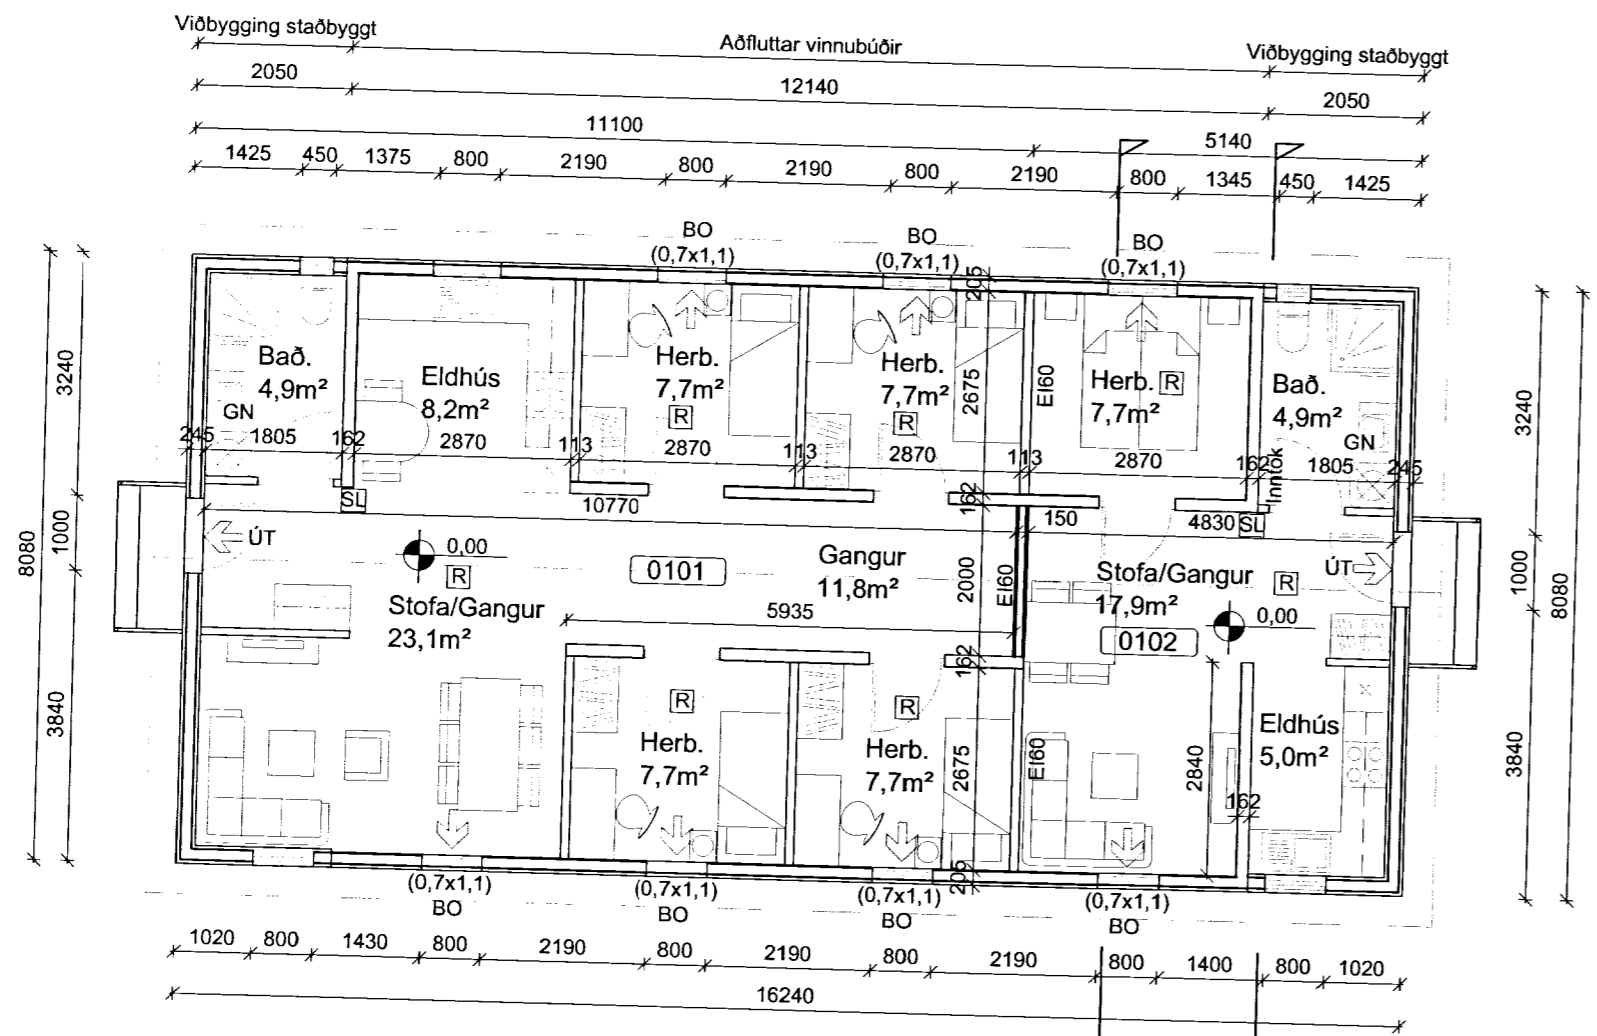 Viðbygging staðbyggt
Aðfluttar vinnubúðir
Viðbygging staðbyggt
2050
12140
2050
11100
5140
1425 450 1375 800 2190 800 2190 800 2190 800 1345 450 1425
BO
(0,7x1,1)
BO
(0,7x1,1)
BO
(0,7x1,1)
205
8080
3240
1000
3840
3240
1000
3840
8080
Bað.
4,9m²
GN
Eldhús
8,2m²
Herb.
7,7m²
R
Herb.
7,7m²
R
2675
EI60
Herb. R
7,7m²
Bað.
4,9m²
GN
Inntök
245 1805 162 2870 113 2870 113 2870 113 2870 162 1805 245
SL
10770
162
150
4830 SL
ÚT
0,00
R
Stofa/Gangur
23,1m²
0101
Gangur
11,8m²
2000
EI60
5935
162
Stofa/Gangur
17,9m²
R
ÚT
0,00
0102
R
Herb.
7,7m²
R
Herb.
7,7m²
2675
EI60
2840
162
Eldhús
5,0m²
205
(0,7x1,1)
BO
(0,7x1,1)
BO
(0,7x1,1)
BO
(0,7x1,1)
BO
1020 800 1430 800 2190 800 2190 800 2190 800 1400 800 1020
16240